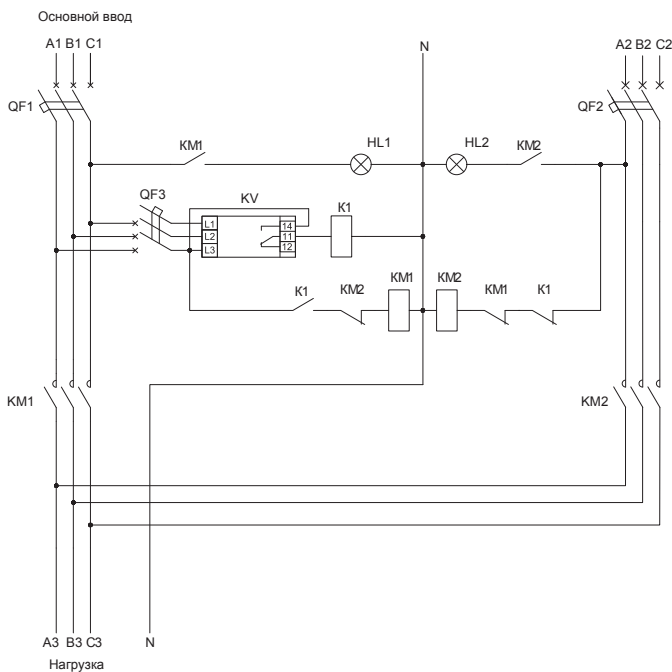 Основной ввод
A1 B1 C1
N
A2 B2 C2
QF1
QF2
KM1
HL1
HL2
KM2
QF3
KV
K1
L1
14
L2
11
L3
12
K1
KM2
KM1
KM2
KM1
K1
KM1
KM2
A3 B3 C3
N
Нагрузка